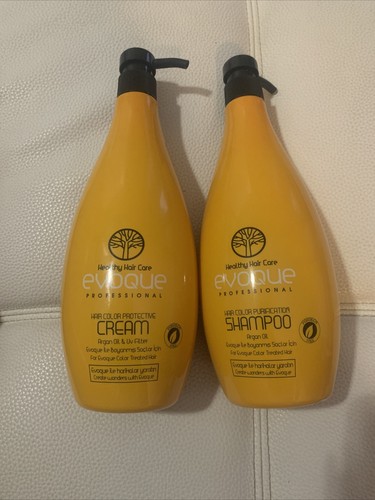 Healthy Hair Care
evoque
PROFESSIONAL
HAIR COLOR PROTECTIVE
CREAM
Argan Oil & Uv-Filter
Evoque ile Boyanmış Saçlar İçin
For Evoque Color Treated Hair
Evoque ile harikalar yaratın
Create wonders with Evoque
Healthy Hair Care
evoque
PROFESSIONAL
HAIR COLOR PURIFICATION
SHAMPOO
Argan Oil
Evoque ile Boyanmış Saçlar İçin
For Evoque Color Treated Hair
Evoque ile harikalar yaratın
Create wonders with Evoque